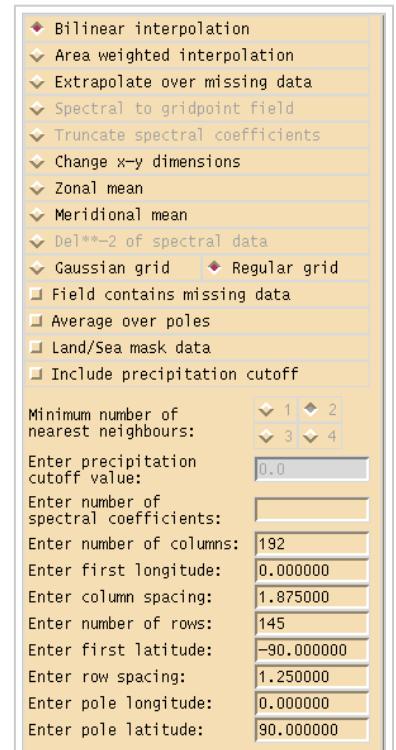 Bilinear interpolation
Area weighted interpolation
Extrapolate over missing data
Spectral to gridpoint field
Truncate spectral coefficients
Change x-y dimensions
Zonal mean
Meridional mean
Del**-2 of spectral data
Gaussian grid Regular grid
Field contains missing data
Average over poles
Land/Sea mask data
Include precipitation cutoff
Minimum number of
nearest neighbours:
1 2
3 4
Enter precipitation
cutoff value: 0.0
Enter number of
spectral coefficients:
Enter number of columns: 192
Enter first longitude: 0.000000
Enter column spacing: 1.875000
Enter number of rows: 145
Enter first latitude: -90.000000
Enter row spacing: 1.250000
Enter pole longitude: 0.000000
Enter pole latitude: 90.000000